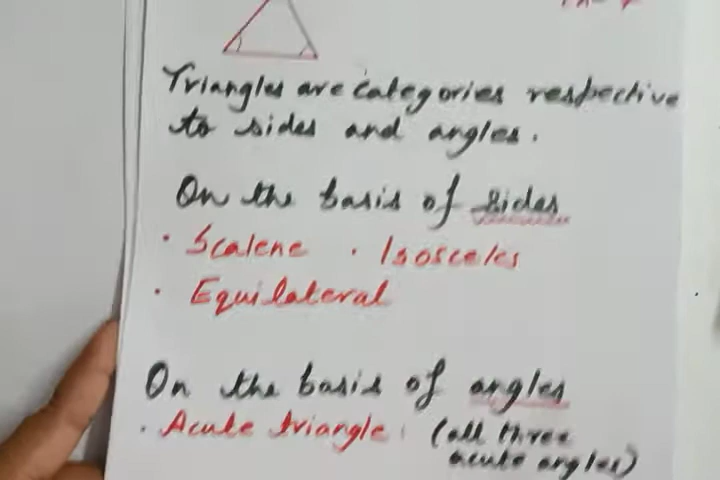 Triangles are categories respective
to sides and angles.
On the basis of sides
• Scalene • Isosceles
• Equilateral
On the basis of angles
• Acute triangle: (all three
acute angles)